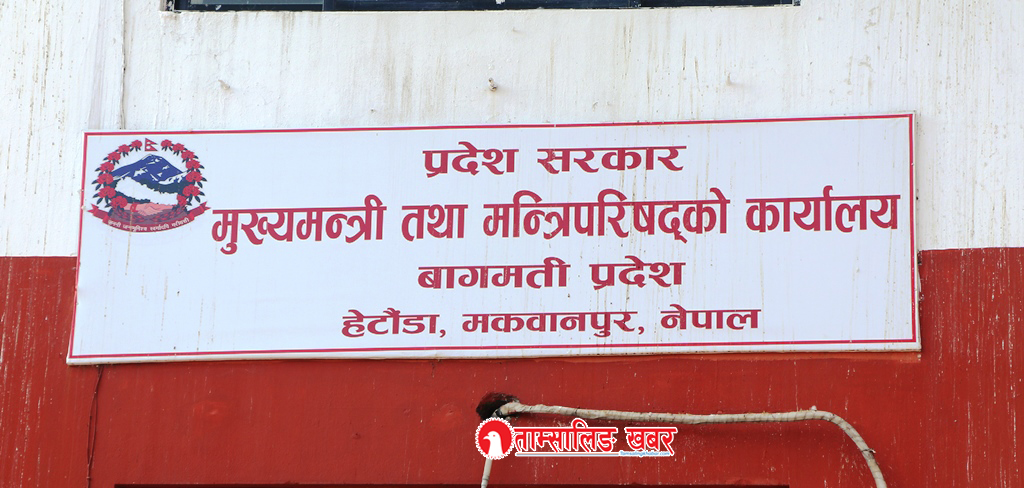 प्रदेश सरकार
मुख्यमन्त्री तथा मन्त्रिपरिषद्को कार्यालय
बागमती प्रदेश
हेटौंडा, मकवानपुर, नेपाल
ताम्सालिङ खबर